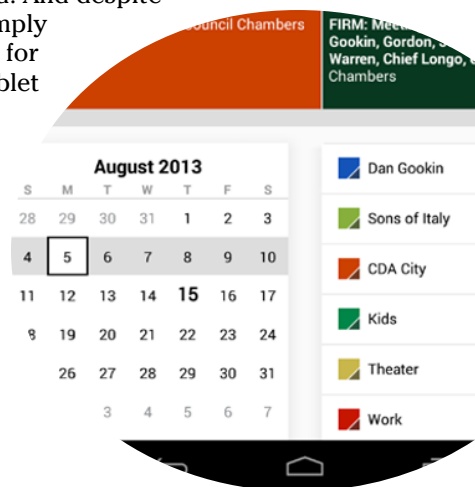 And despite
for
Council Chambers
FIRM:
Gookin, Gordon,
Warren, Chief Longo,
Chambers
August 2013
S M T W T F S
28 29 30 31 1 2 3
4 5 6 7 8 9 10
11 12 13 14 15 16 17
19 20 21 22 23 24
26 27 28 29 30 31
3 4 5 6 7
Dan Gookin
Sons of Italy
CDA City
Kids
Theater
Work